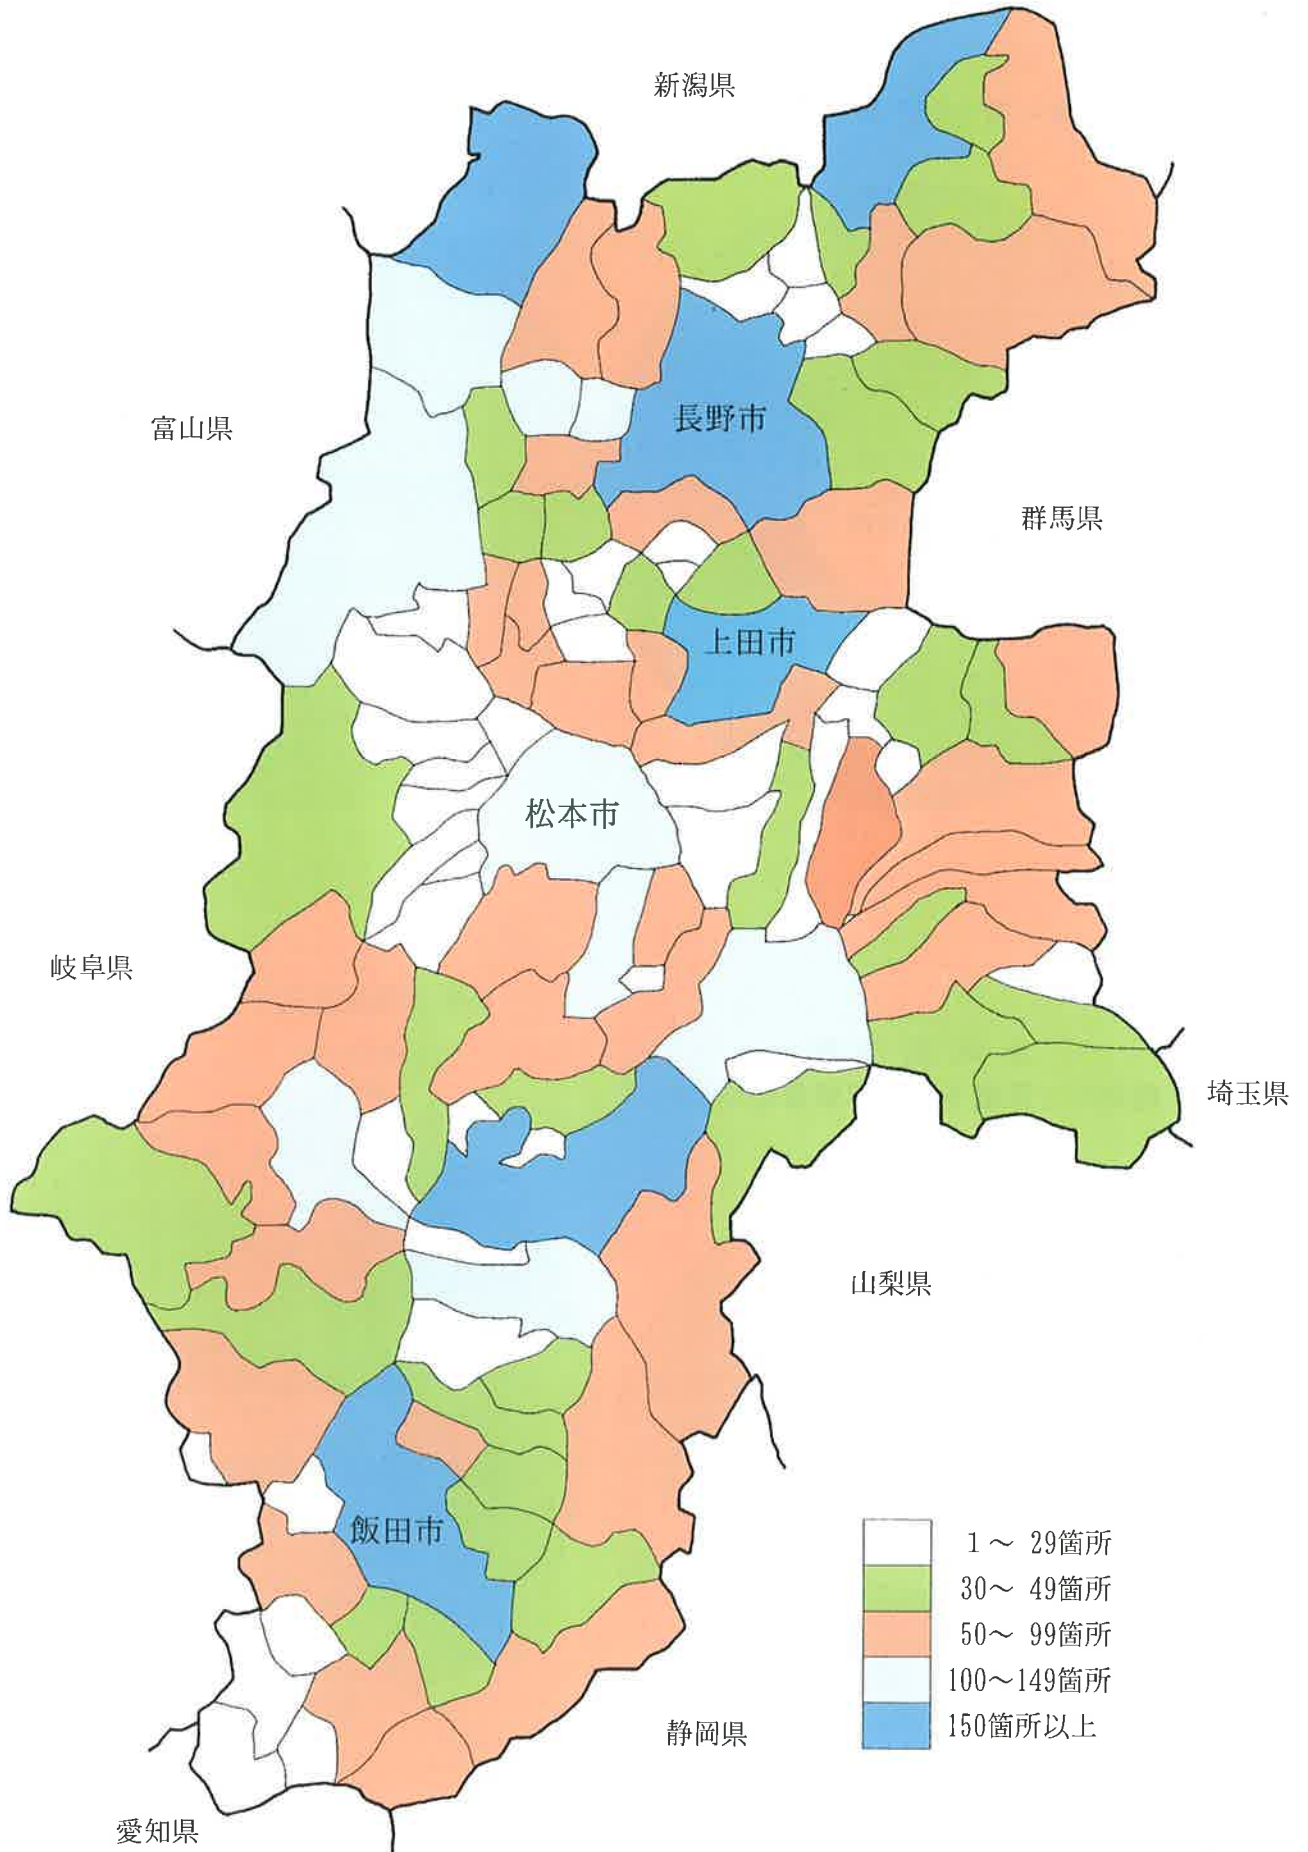 新潟県
富山県
長野市
群馬県
上田市
松本市
岐阜県
埼玉県
山梨県
飯田市
1～ 29箇所
30～ 49箇所
50～ 99箇所
100～149箇所
150箇所以上
静岡県
愛知県